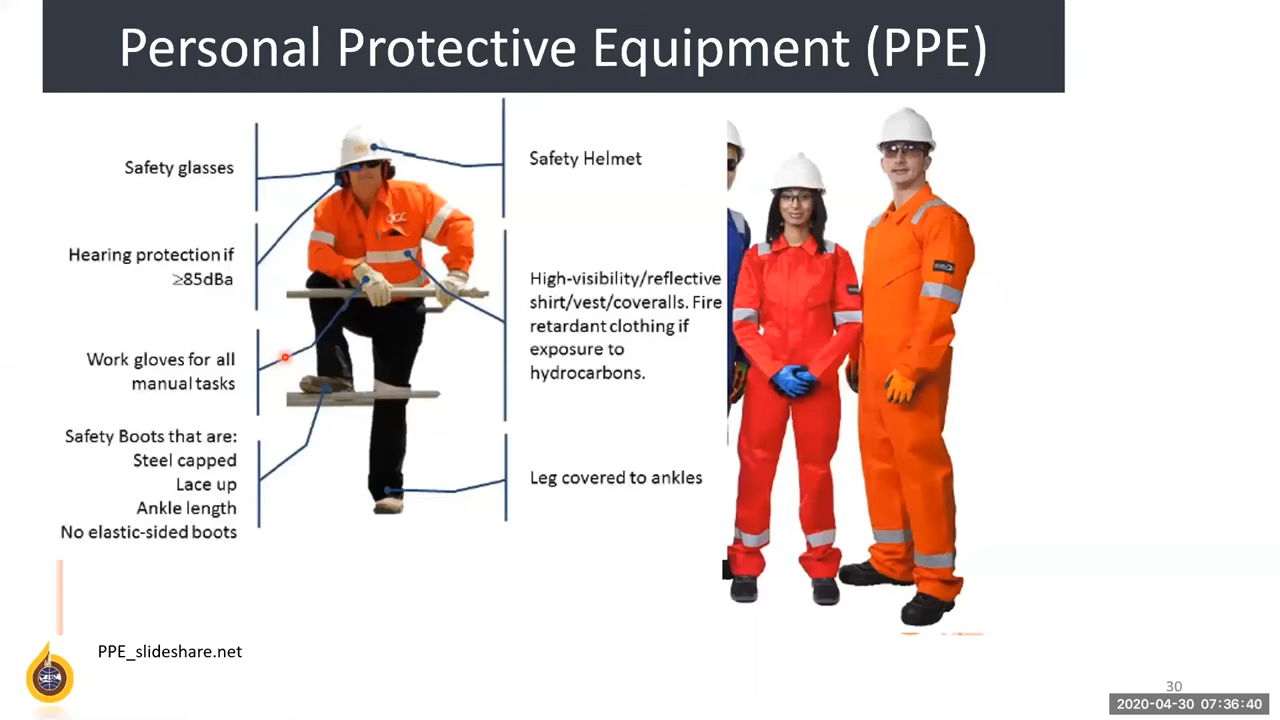 Personal Protective Equipment (PPE)
Safety glasses
Hearing protection if
≥85dBa
Work gloves for all
manual tasks
Safety Boots that are:
Steel capped
Lace up
Ankle length
No elastic-sided boots
QGC
Safety Helmet
High-visibility/reflective
shirt/vest/coveralls. Fire
retardant clothing if
exposure to
hydrocarbons.
Leg covered to ankles
PPE_slideshare.net
30
2020-04-30 07:36:40